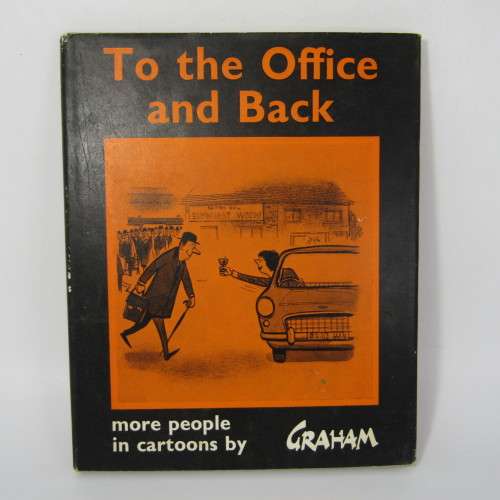 To the Office
and Back
more people
in cartoons by
GRAHAM